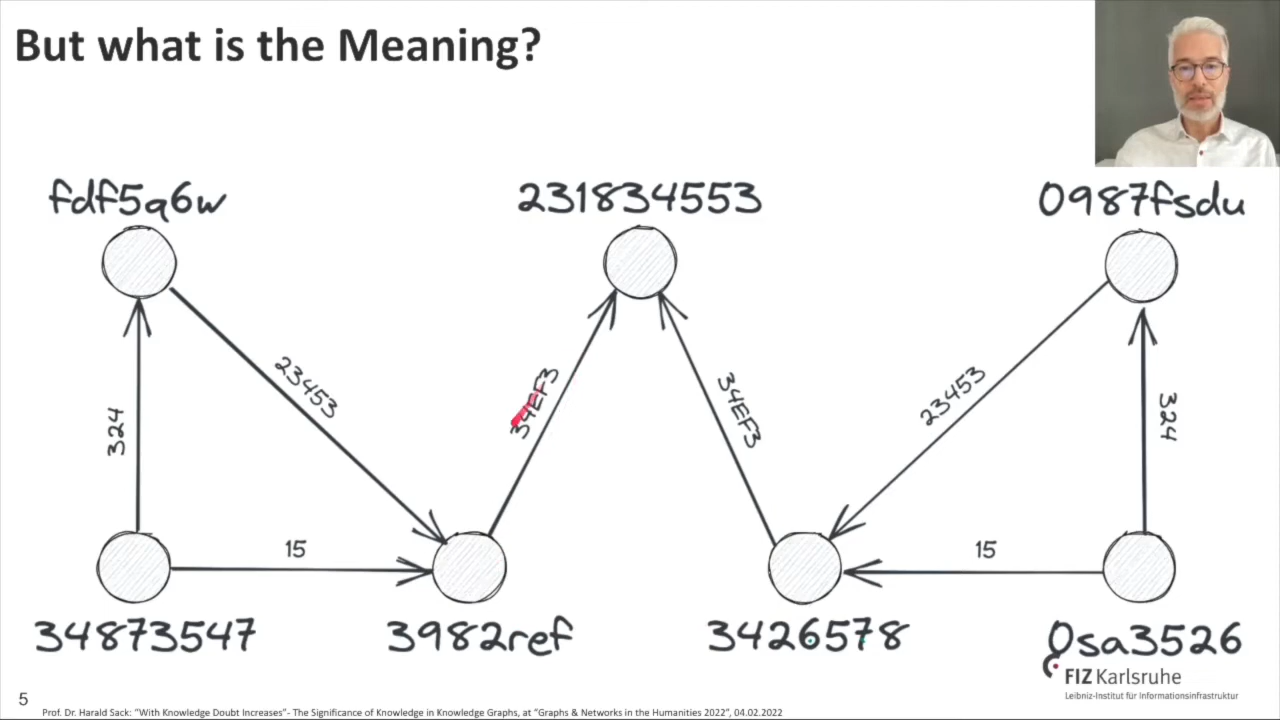 But what is the Meaning?
fdf5q6w
231834553
0987fsdu
324
23453
34EF3
34EF3
23453
324
15
15
34873547
3982ref
3426578
0sa3526
FIZ Karlsruhe
Leibniz-Institut für Informationsinfrastruktur
5
Prof. Dr. Harald Sack: "With Knowledge Doubt Increases"- The Significance of Knowledge in Knowledge Graphs, at "Graphs & Networks in the Humanities 2022", 04.02.2022